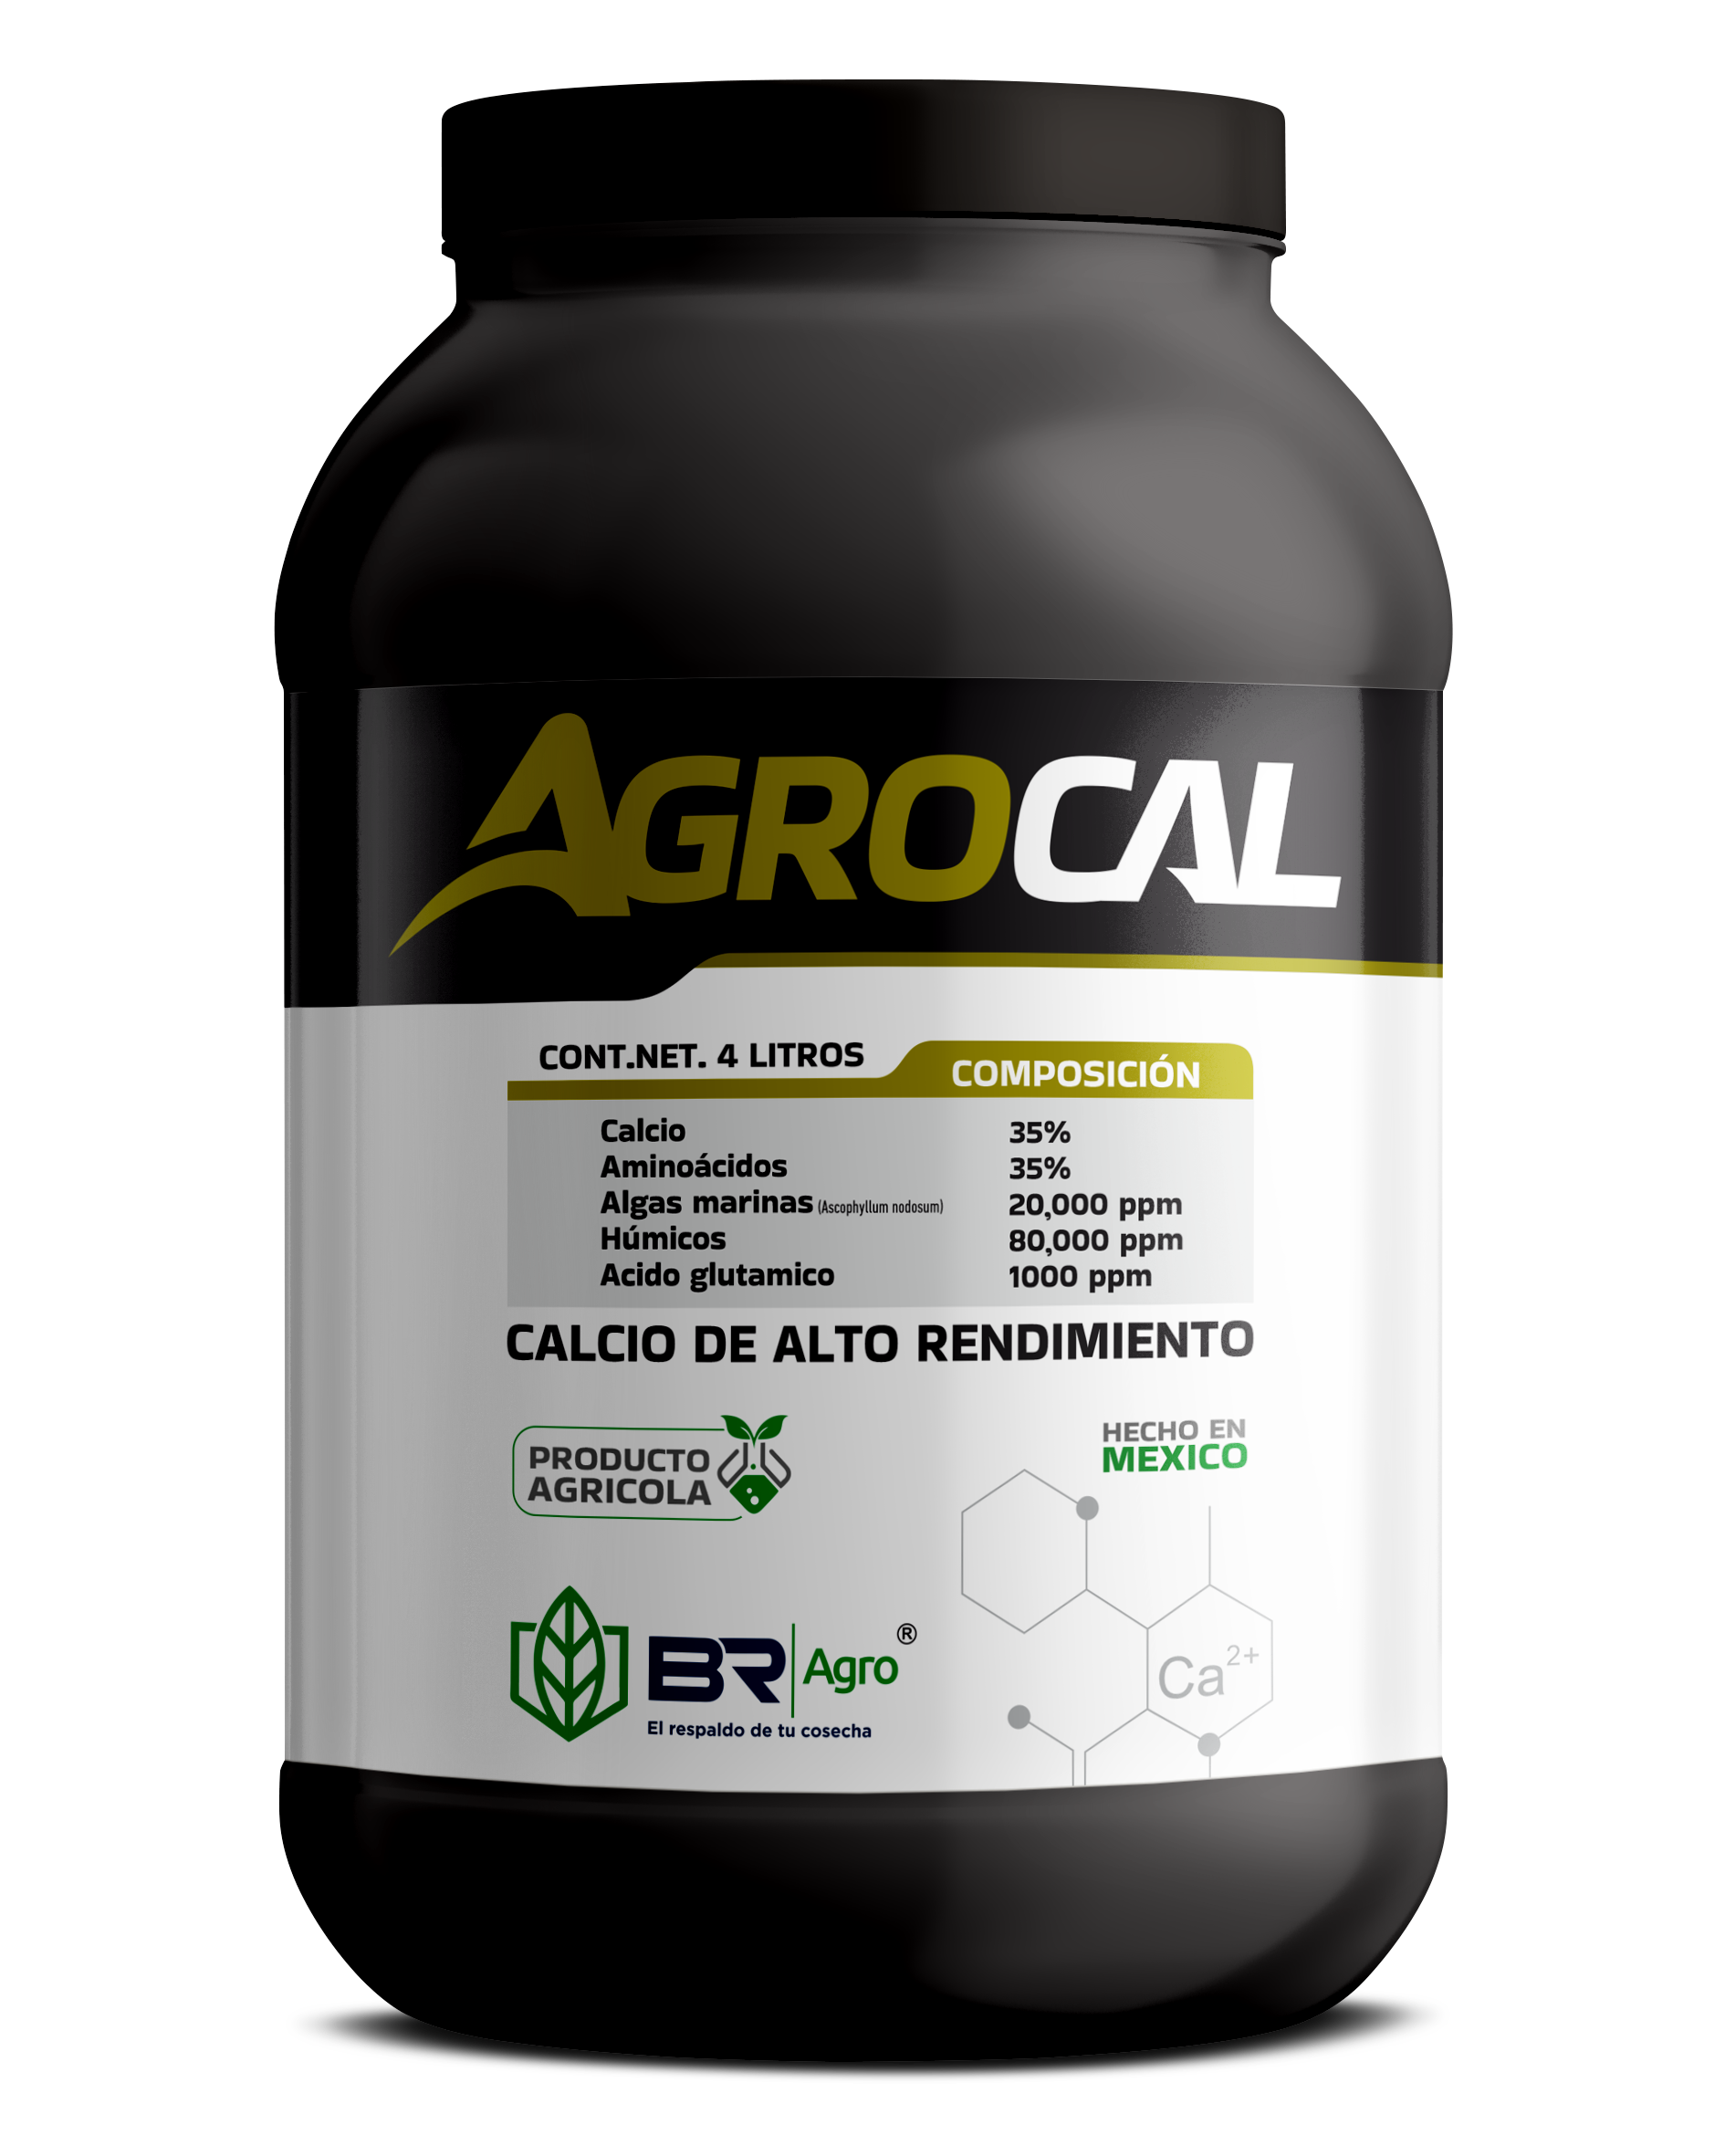 AGROCAL
CONT.NET. 4 LITROS
COMPOSICIÓN
Calcio 35%
Aminoácidos 35%
Algas marinas (Ascophyllum nodosum) 20,000 ppm
Húmicos 80,000 ppm
Acido glutamico 1000 ppm
CALCIO DE ALTO RENDIMIENTO
PRODUCTO
AGRICOLA
HECHO EN
MEXICO
BR Agro ®
El respaldo de tu cosecha
Ca2+